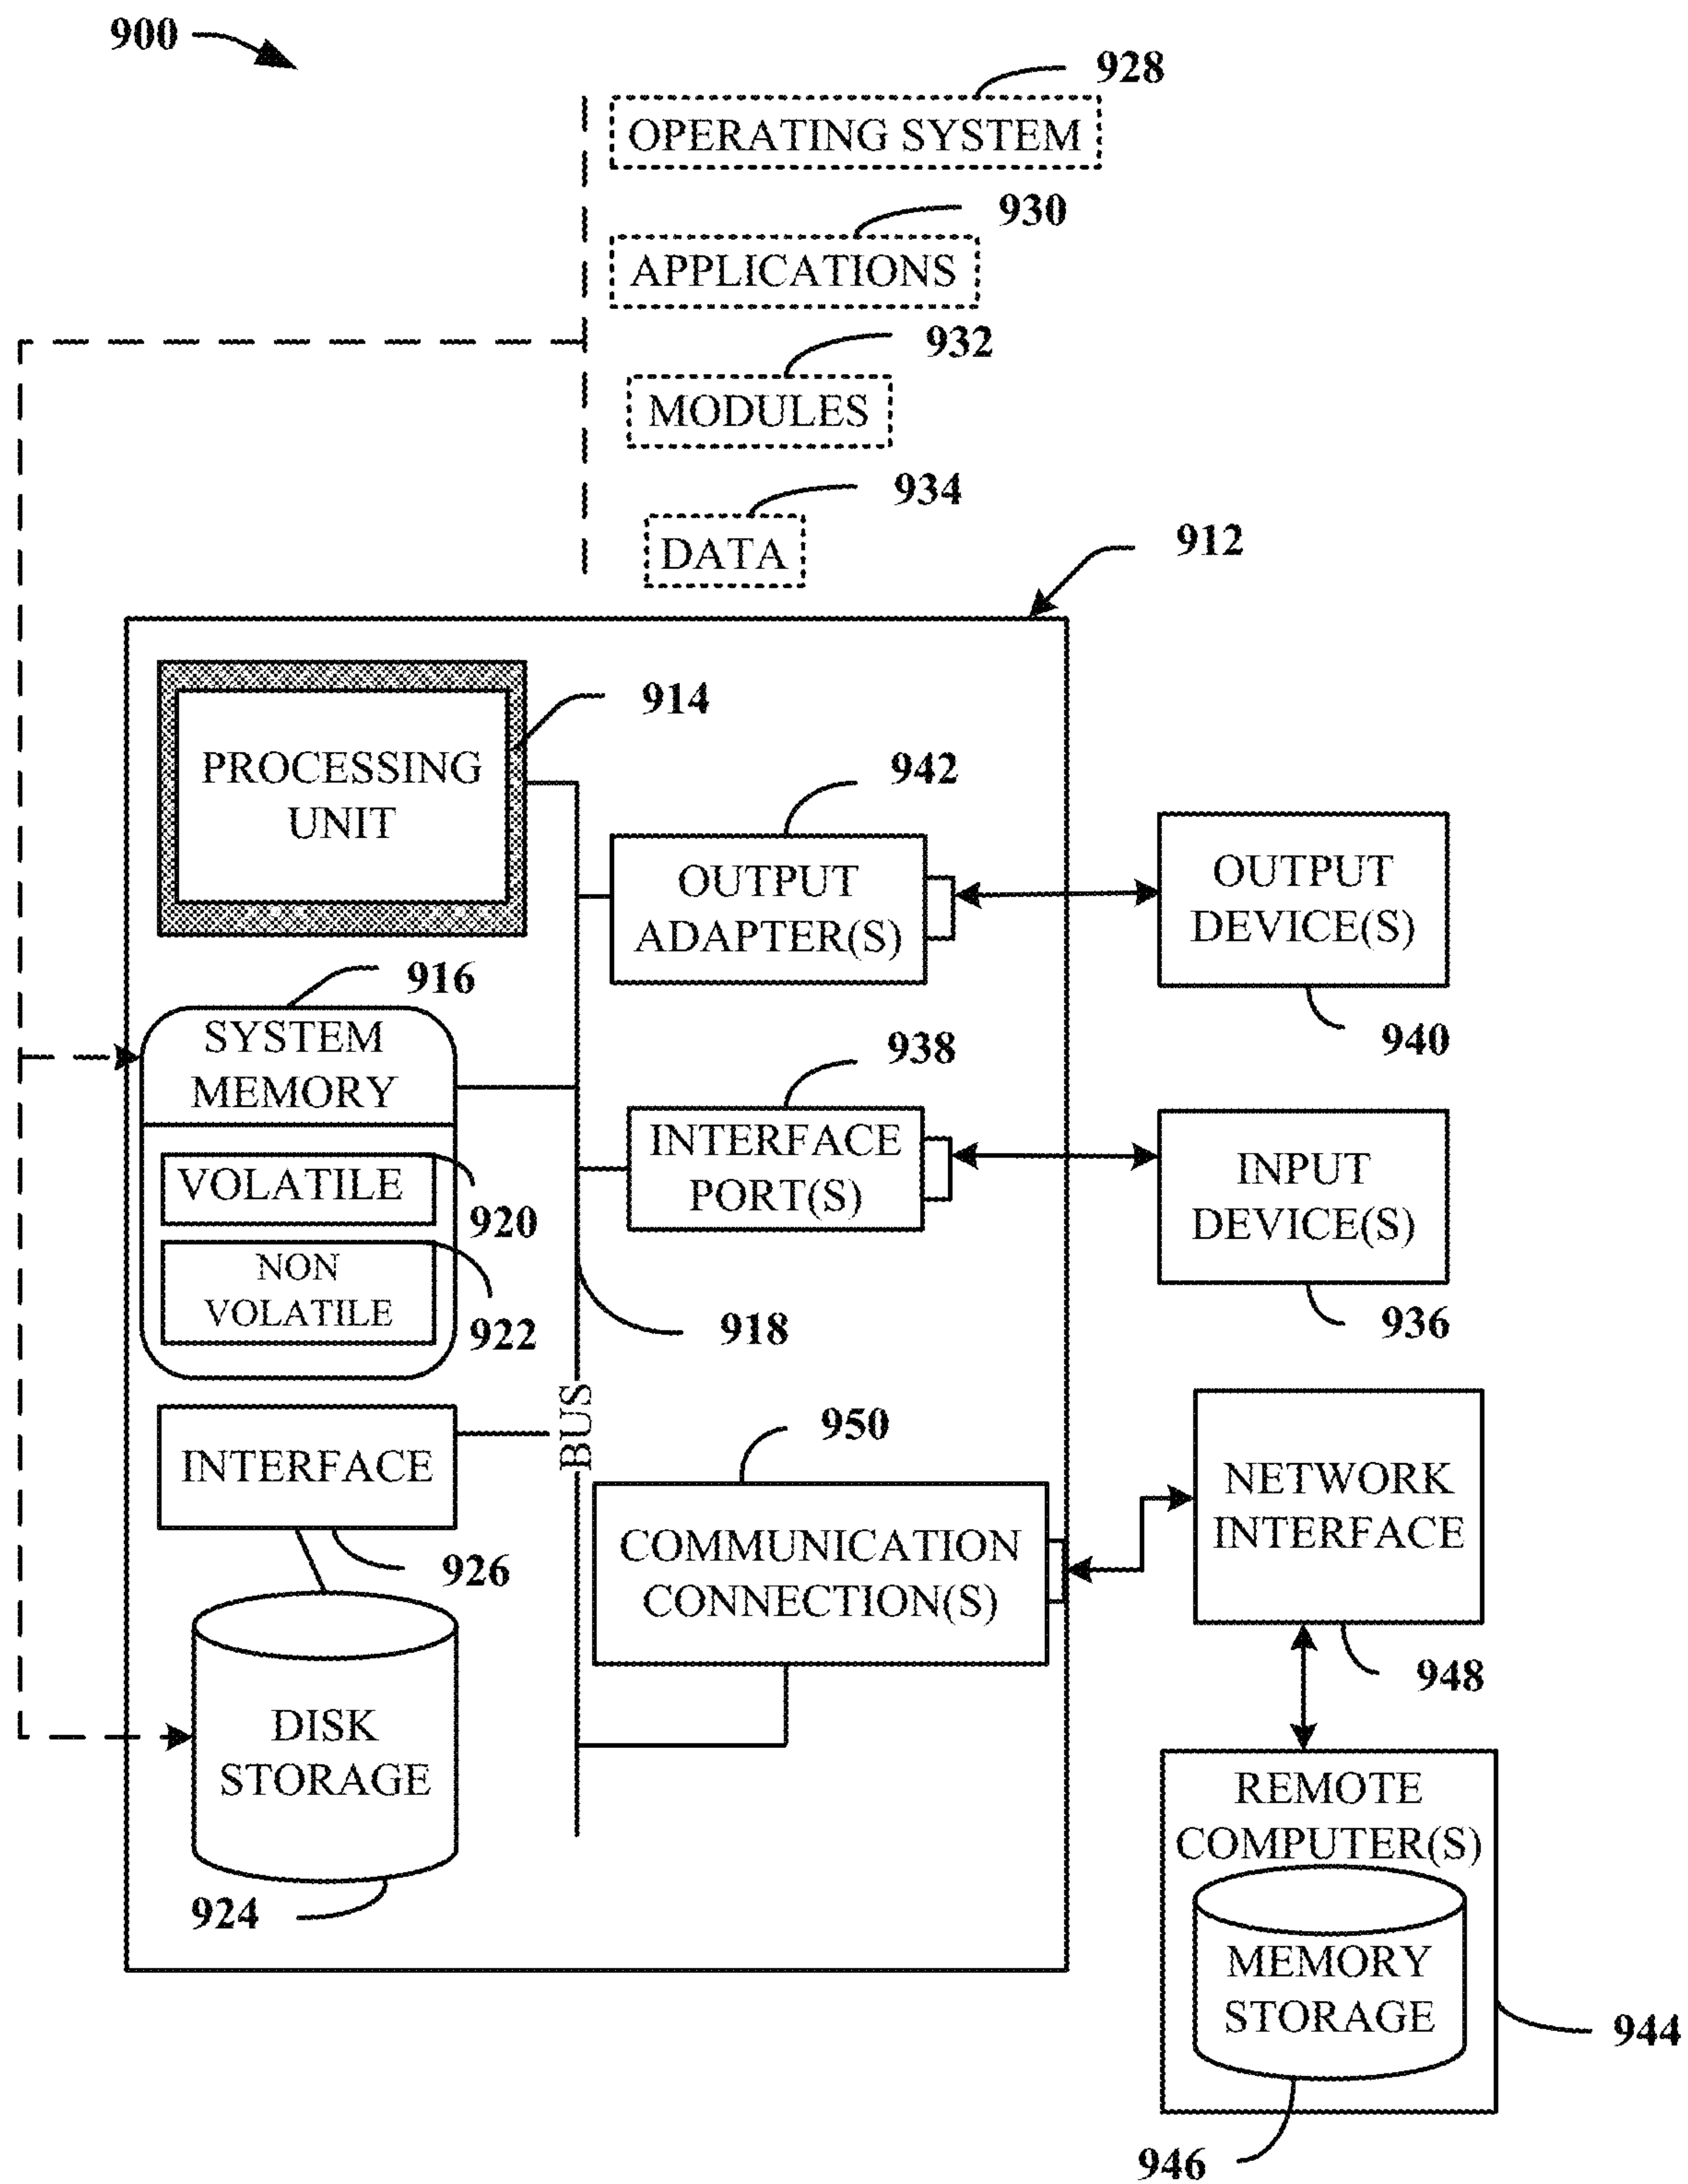 900
928
OPERATING SYSTEM
930
APPLICATIONS
932
MODULES
934
DATA
912
914
PROCESSING
UNIT
942
OUTPUT
ADAPTER(S)
OUTPUT
DEVICE(S)
940
916
SYSTEM
MEMORY
VOLATILE
920
NON
VOLATILE
922
938
INTERFACE
PORT(S)
INPUT
DEVICE(S)
936
918
BUS
INTERFACE
926
950
COMMUNICATION
CONNECTION(S)
NETWORK
INTERFACE
948
DISK
STORAGE
924
REMOTE
COMPUTER(S)
MEMORY
STORAGE
944
946